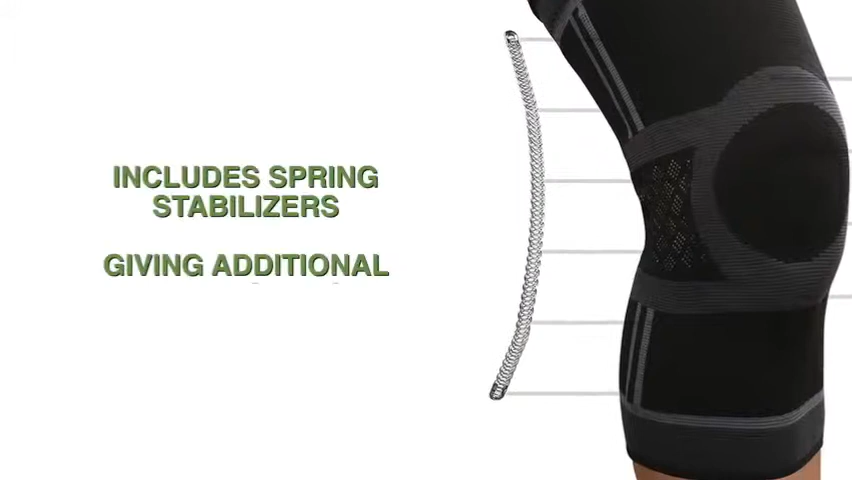 INCLUDES SPRING
STABILIZERS
GIVING ADDITIONAL